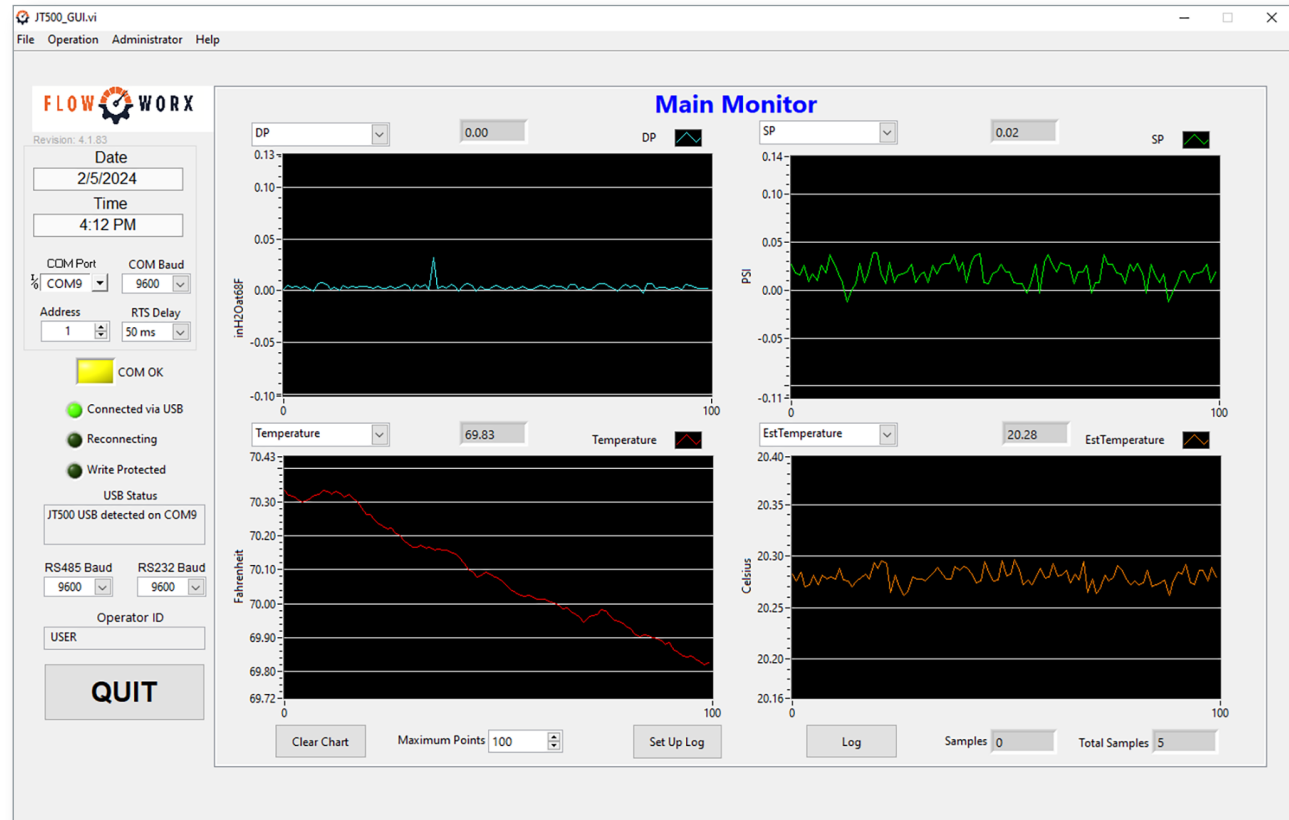 JT500_GUI.vi
File Operation Administrator Help
FLOW WORX
Revision: 4.1.83
Date
2/5/2024
Time
4:12 PM
COM Port COM Baud
COM9 9600
Address RTS Delay
1 50 ms
COM OK
Connected via USB
Reconnecting
Write Protected
USB Status
JT500 USB detected on COM9
RS485 Baud RS232 Baud
9600 9600
Operator ID
USER
QUIT
Main Monitor
DP 0.00 DP
0.13
0.10
0.05
0.00
-0.05
-0.10
inH2Oat68F
0 100
SP 0.02 SP
0.14
0.10
0.05
0.00
-0.05
-0.11
PSI
0 100
Temperature 69.83 Temperature
70.43
70.30
70.20
70.10
70.00
69.90
69.80
69.72
Fahrenheit
0 100
EstTemperature 20.28 EstTemperature
20.40
20.35
20.30
20.25
20.20
20.16
Celsius
0 100
Clear Chart Maximum Points 100 Set Up Log Log Samples 0 Total Samples 5